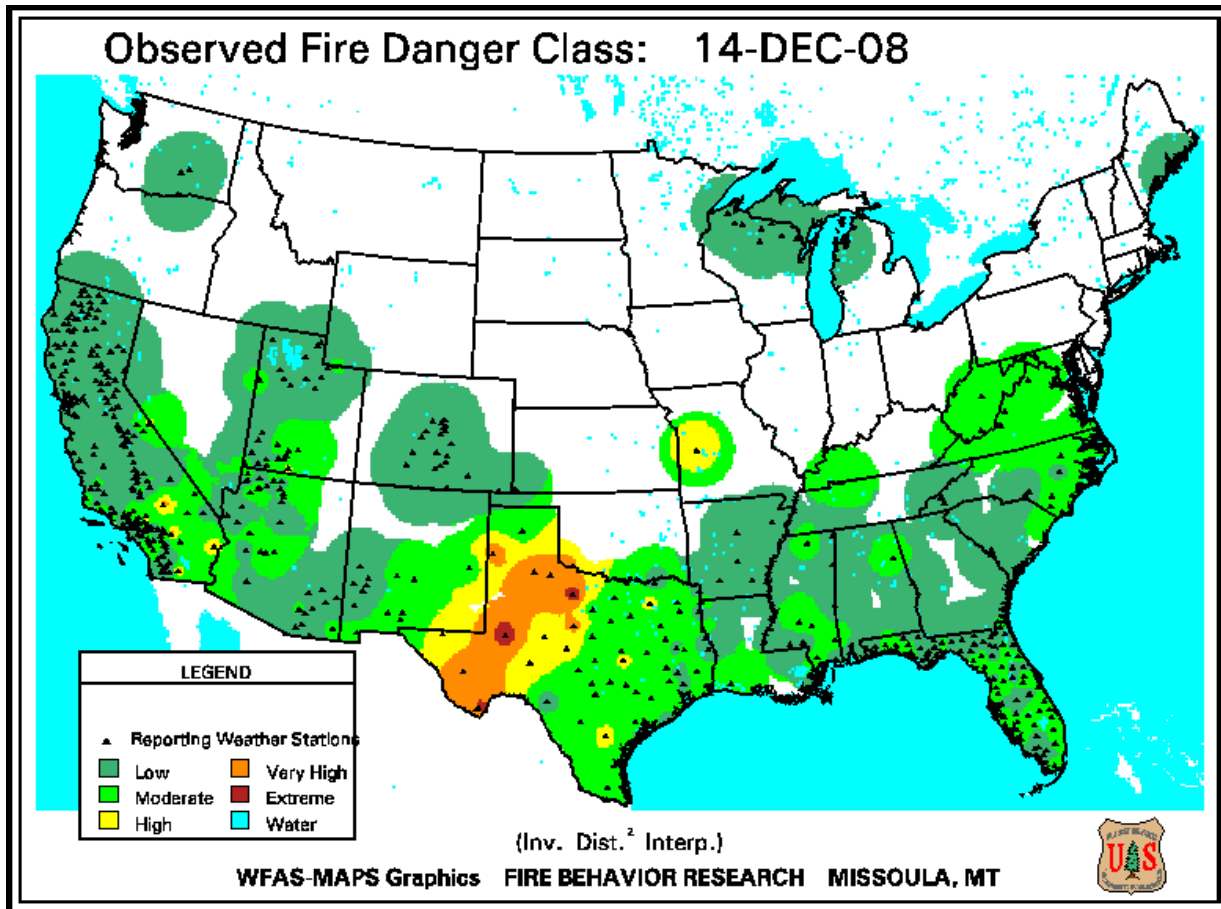 Observed Fire Danger Class: 14-DEC-08
LEGEND
Reporting Weather Stations
Low
Very High
Moderate
Extreme
High
Water
(Inv. Dist.² Interp.)
WFAS-MAPS Graphics FIRE BEHAVIOR RESEARCH MISSOULA, MT
U S